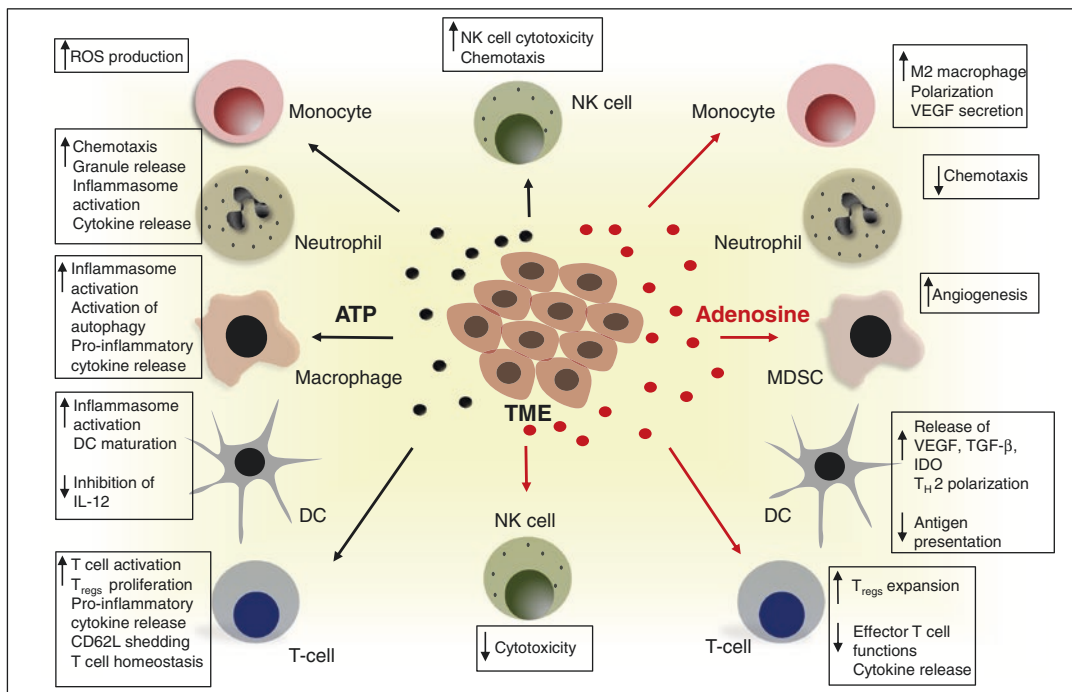 ROS production
Monocyte
Chemotaxis
Granule release
Inflammasome
activation
Cytokine release
Neutrophil
Inflammasome
activation
Activation of
autophagy
Pro-inflammatory
cytokine release
Macrophage
Inflammasome
activation
DC maturation
Inhibition of
IL-12
DC
T cell activation
Tregs proliferation
Pro-inflammatory
cytokine release
CD62L shedding
T cell homeostasis
T-cell
NK cell cytotoxicity
Chemotaxis
NK cell
ATP
TME
Adenosine
NK cell
Cytotoxicity
Monocyte
M2 macrophage
Polarization
VEGF secretion
Neutrophil
Chemotaxis
MDSC
Angiogenesis
DC
Release of
VEGF, TGF-β,
IDO
TH2 polarization
Antigen
presentation
T-cell
Tregs expansion
Effector T cell
functions
Cytokine release